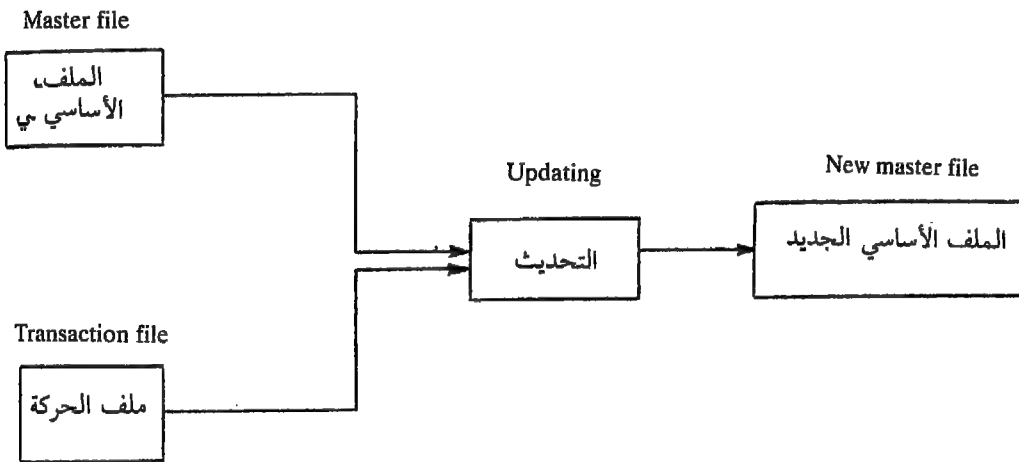 Master file
الملف
الأساسي
Updating
التحديث
New master file
الملف الأساسي الجديد
Transaction file
ملف الحركة